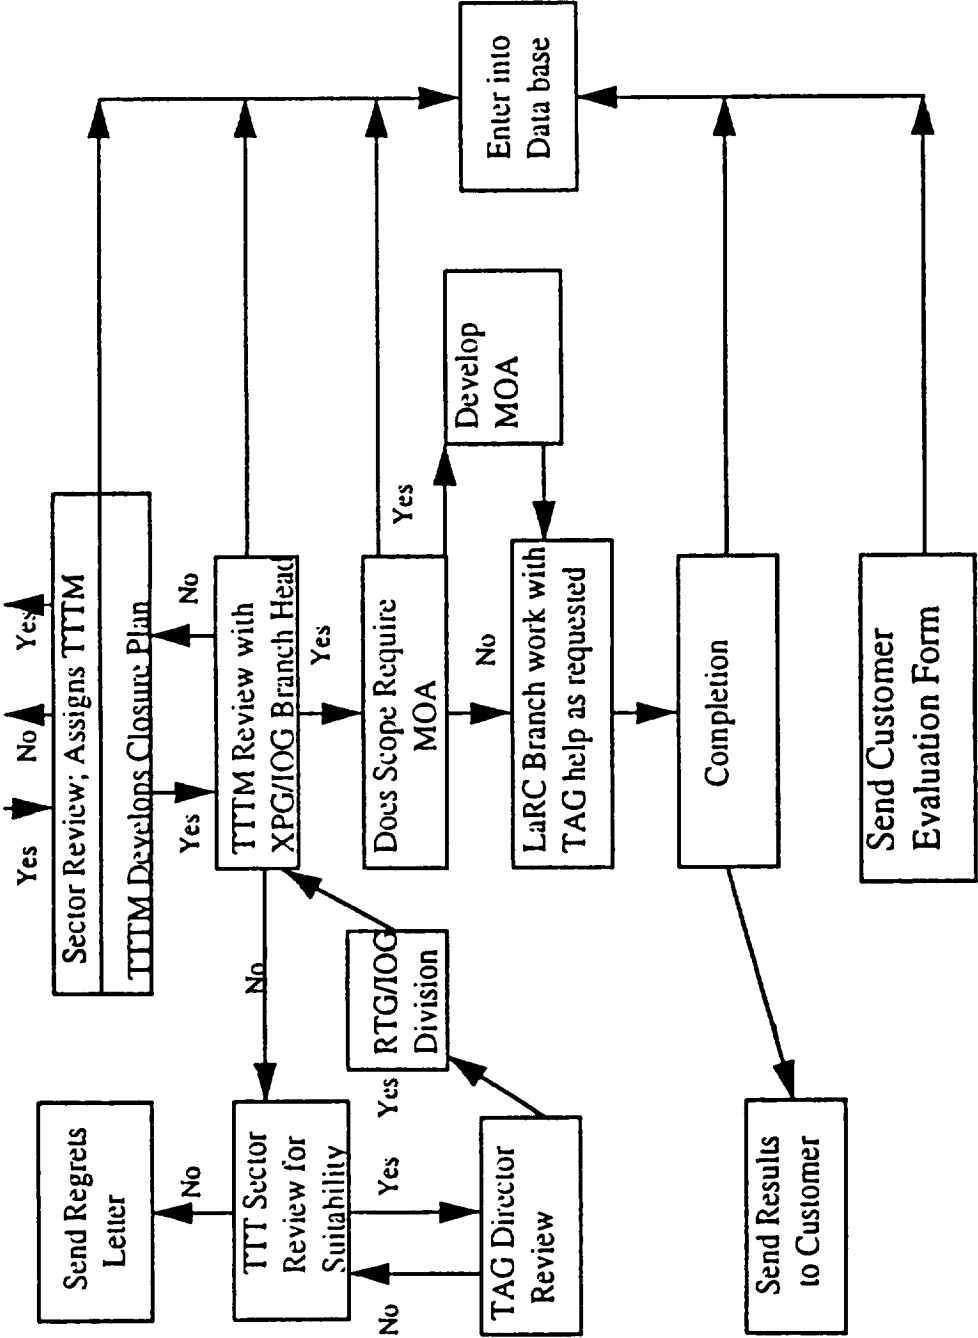 Yes
No
Yes
Sector Review; Assigns TTTM
TTTM Develops Closure Plan
Yes
No
TTTM Review with
XPG/IOG Branch Head
No
Yes
Send Regrets
Letter
No
TTT Sector
Review for
Suitability
Yes
No
TAG Director
Review
Yes
RTG/IOG
Division
Does Scope Require
MOA
Yes
No
Develop
MOA
LaRC Branch work with
TAG help as requested
Enter into
Data base
Completion
Send Results
to Customer
Send Customer
Evaluation Form